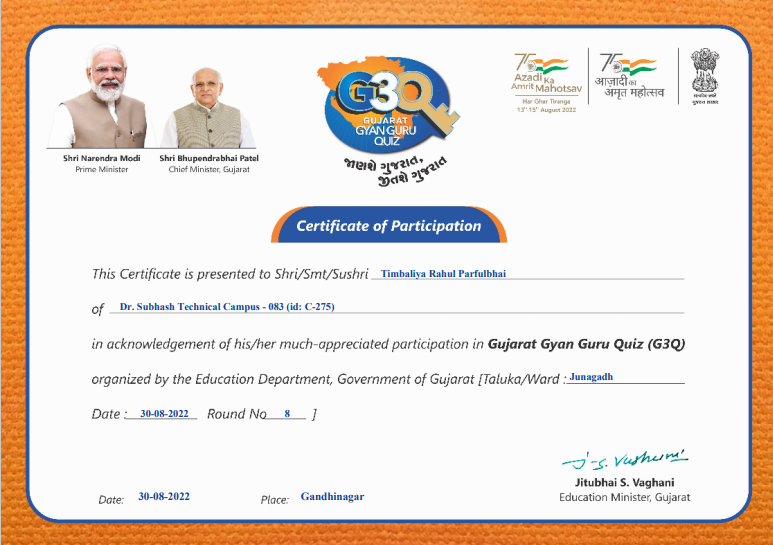 Shri Narendra Modi
Prime Minister
Shri Bhupendrabhai Patel
Chief Minister, Gujarat
G3Q
GUJARAT
GYAN GURU
QUIZ
જાણશે ગુજરાત,
જીતશે ગુજરાત
75
Azadi Ka
Amrit Mahotsav
Har Ghar Tiranga
13th-15th August 2022
75
आज़ादी का
अमृत महोत्सव
सत्यमेव जयते
ગુજરાત સરકાર
Certificate of Participation
This Certificate is presented to Shri/Smt/Sushri Timbaliya Rahul Parfulbhai
of Dr. Subhash Technical Campus - 083 (id: C-275)
in acknowledgement of his/her much-appreciated participation in Gujarat Gyan Guru Quiz (G3Q)
organized by the Education Department, Government of Gujarat [Taluka/Ward : Junagadh
Date : 30-08-2022 Round No 8 ]
J. S. Vaghani
Jitubhai S. Vaghani
Education Minister, Gujarat
Date: 30-08-2022 Place: Gandhinagar